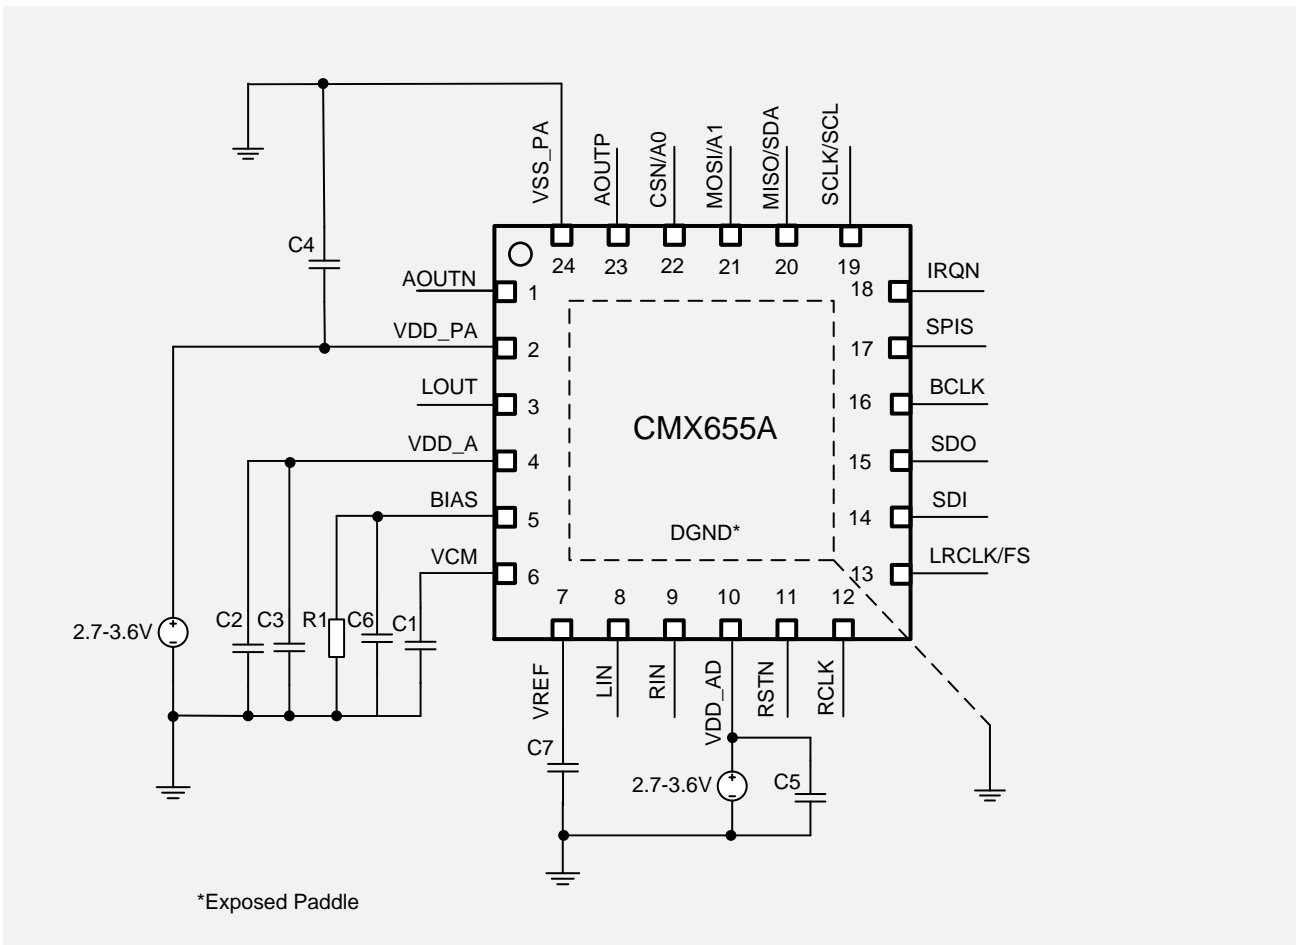 VSS_PA
AOUTP
CSN/A0
MOSI/A1
MISO/SDA
SCLK/SCL
C4
24
23
22
21
20
19
AOUTN
1
18
IRQN
VDD_PA
2
17
SPIS
LOUT
3
16
BCLK
CMX655A
VDD_A
4
15
SDO
BIAS
5
14
SDI
DGND*
VCM
6
13
LRCLK/FS
7
8
9
10
11
12
2.7-3.6V
C2
C3
R1
C6
C1
VREF
LIN
RIN
VDD_AD
RSTN
RCLK
C7
2.7-3.6V
C5
*Exposed Paddle